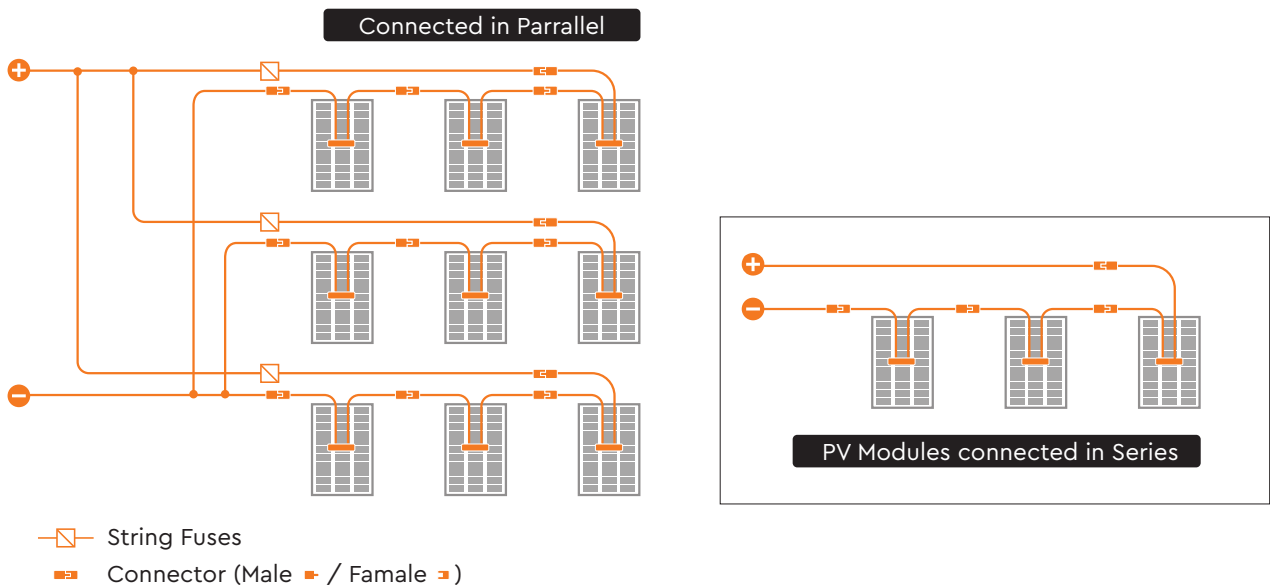 Connected in Parrallel
PV Modules connected in Series
String Fuses
Connector (Male / Famale )